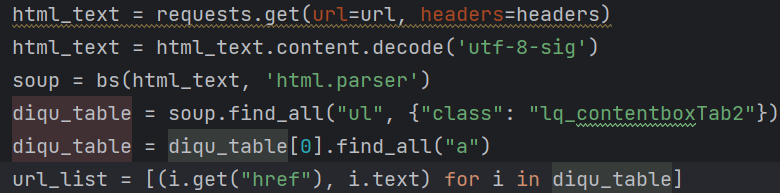 html_text = requests.get(url=url, headers=headers)
html_text = html_text.content.decode('utf-8-sig')
soup = bs(html_text, 'html.parser')
diqu_table = soup.find_all("ul", {"class": "lq_contentboxTab2"})
diqu_table = diqu_table[0].find_all("a")
url_list = [(i.get("href"), i.text) for i in diqu_table]